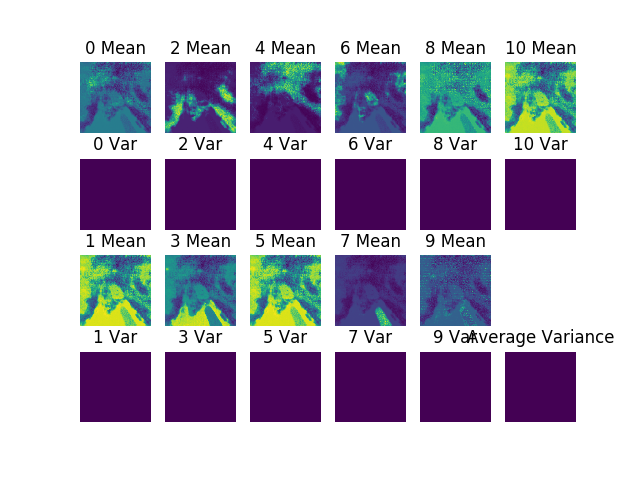 0 Mean 2 Mean 4 Mean 6 Mean 8 Mean 10 Mean
0 Var 2 Var 4 Var 6 Var 8 Var 10 Var
1 Mean 3 Mean 5 Mean 7 Mean 9 Mean
1 Var 3 Var 5 Var 7 Var 9 Var Average Variance